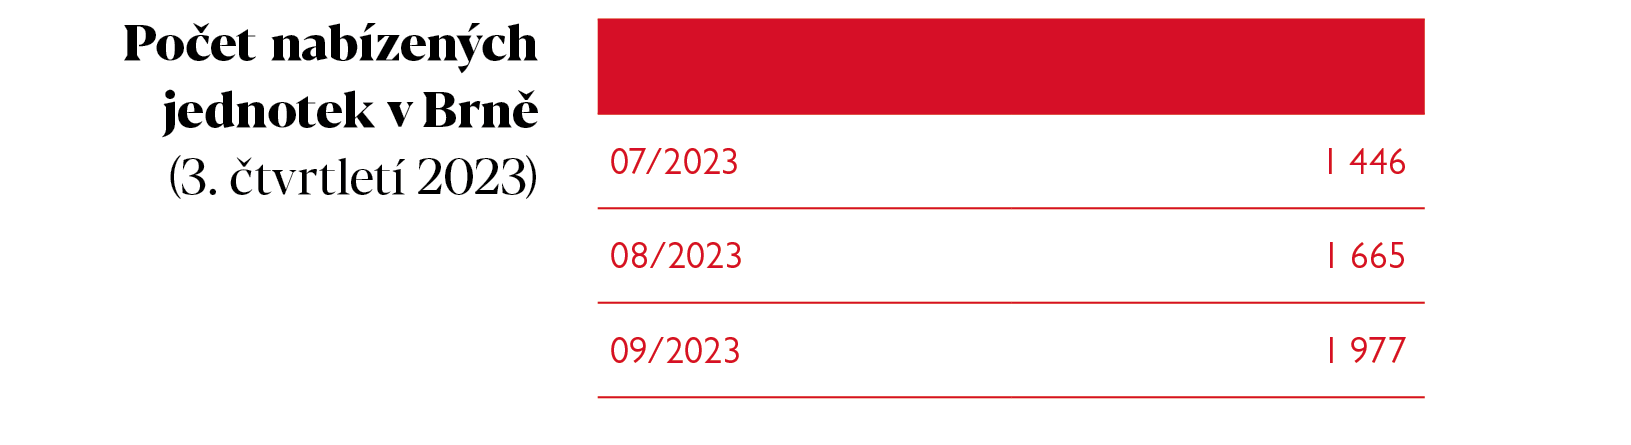 Počet nabízených
jednotek v Brně
(3. čtvrtletí 2023)
07/2023 1 446
08/2023 1 665
09/2023 1 977